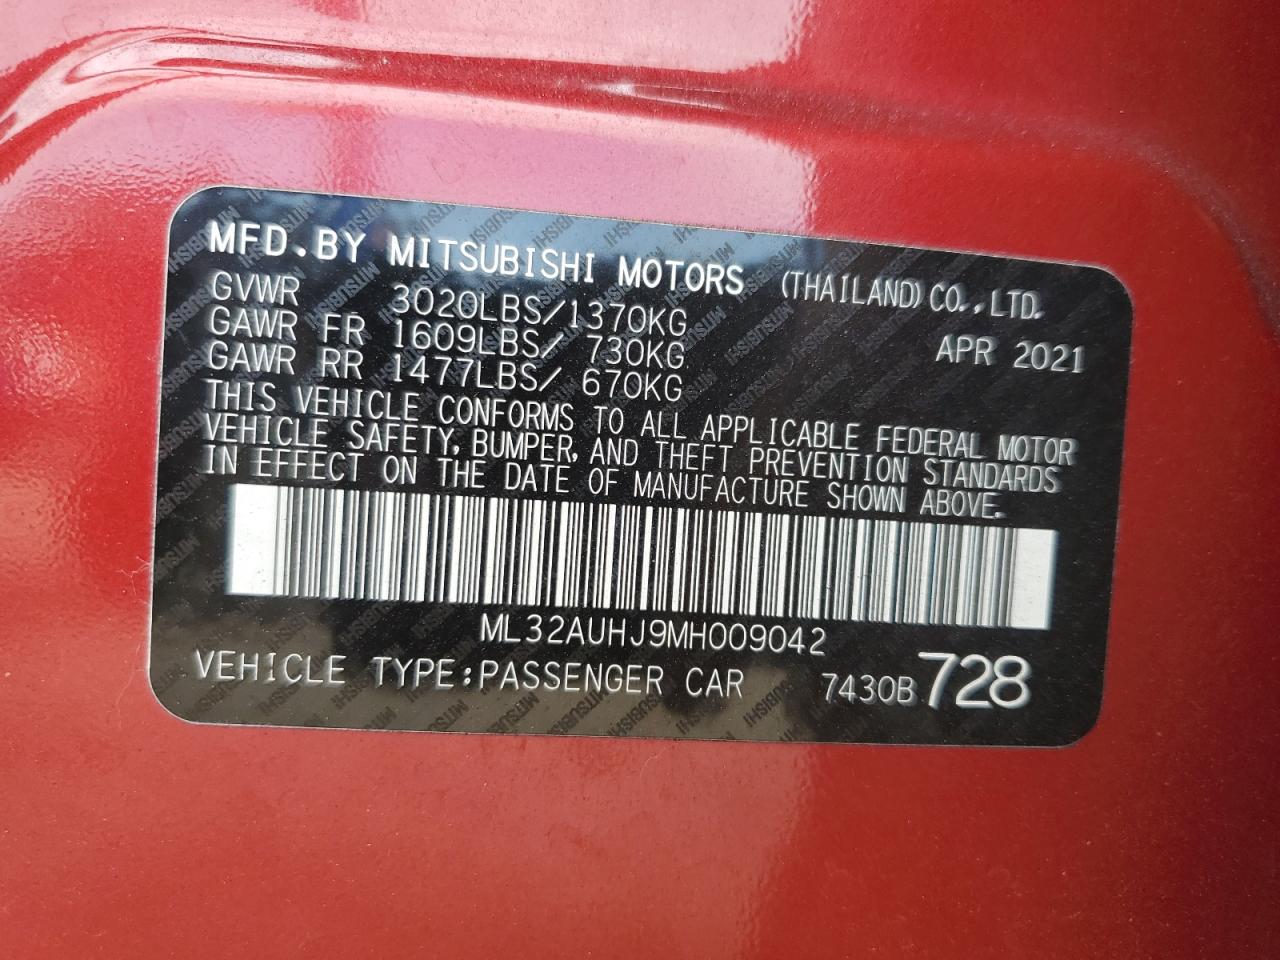 MFD.BY MITSUBISHI MOTORS (THAILAND)CO.,LTD.
GVWR 3020LBS/1370KG
GAWR FR 1609LBS/ 730KG APR 2021
GAWR RR 1477LBS/ 670KG
THIS VEHICLE CONFORMS TO ALL APPLICABLE FEDERAL MOTOR
VEHICLE SAFETY, BUMPER, AND THEFT PREVENTION STANDARDS
IN EFFECT ON THE DATE OF MANUFACTURE SHOWN ABOVE.
ML32AUHJ9MH009042
VEHICLE TYPE:PASSENGER CAR 7430B 728